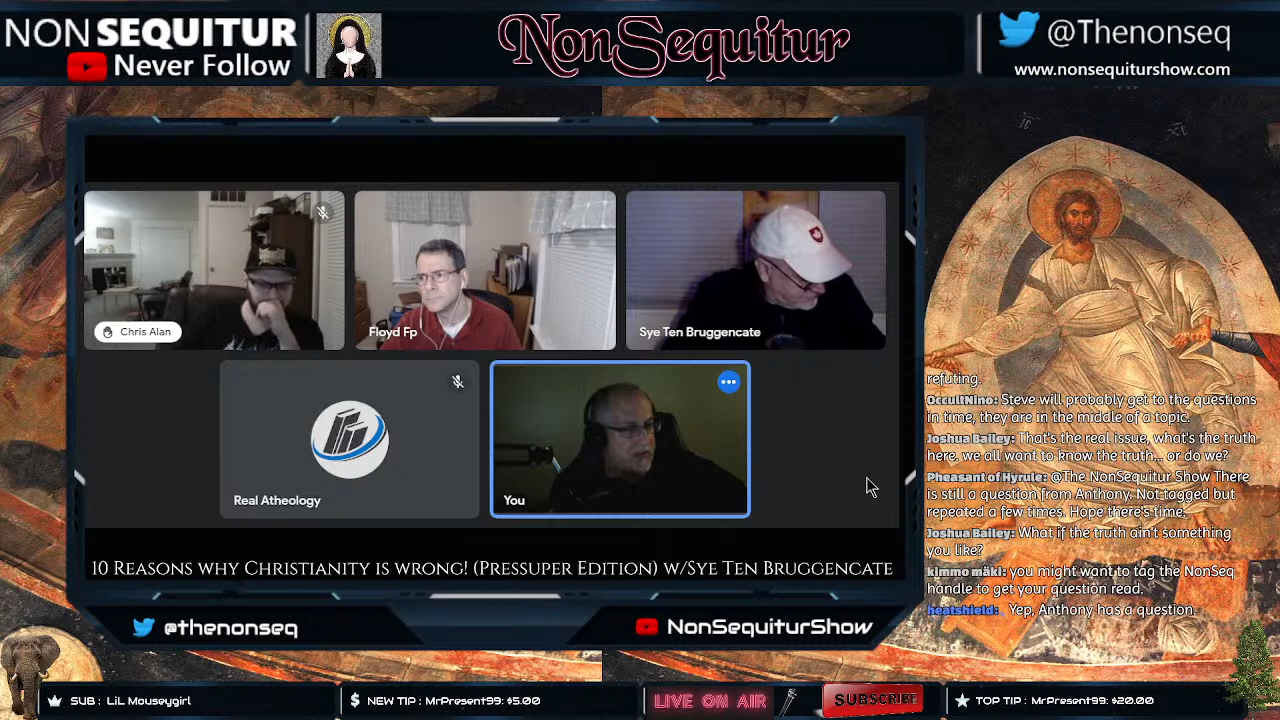 NON SEQUITUR
Never Follow
NonSequitur
@Thenonseq
www.nonsequiturshow.com
Chris Alan
Floyd Fp
Sye Ten Bruggencate
Real Atheology
You
10 Reasons why Christianity is wrong! (Pressuper Edition) w/Sye Ten Bruggencate
@thenonseq
NonSequiturShow
refuting.
OccultNino: Steve will probably get to the questions
in time, they are in the middle of a topic.
Joshua Bailey: That's the real issue, what's the truth
here. we all want to know the truth... or do we?
Pheasant of Hyrule: @The NonSequitur Show There
is still a question from Anthony. Not tagged but
repeated a few times. Hope there's time.
Joshua Bailey: What if the truth ain't something
you like?
kimmo mäki: you might want to tag the NonSeq
handle to get your question read.
heatshield: Yep, Anthony has a question.
SUB : LiL Mouseygirl
NEW TIP : MrPresent99: $5.00
LIVE ON AIR
SUBSCRIBE
TOP TIP : MrPresent99: $20.00